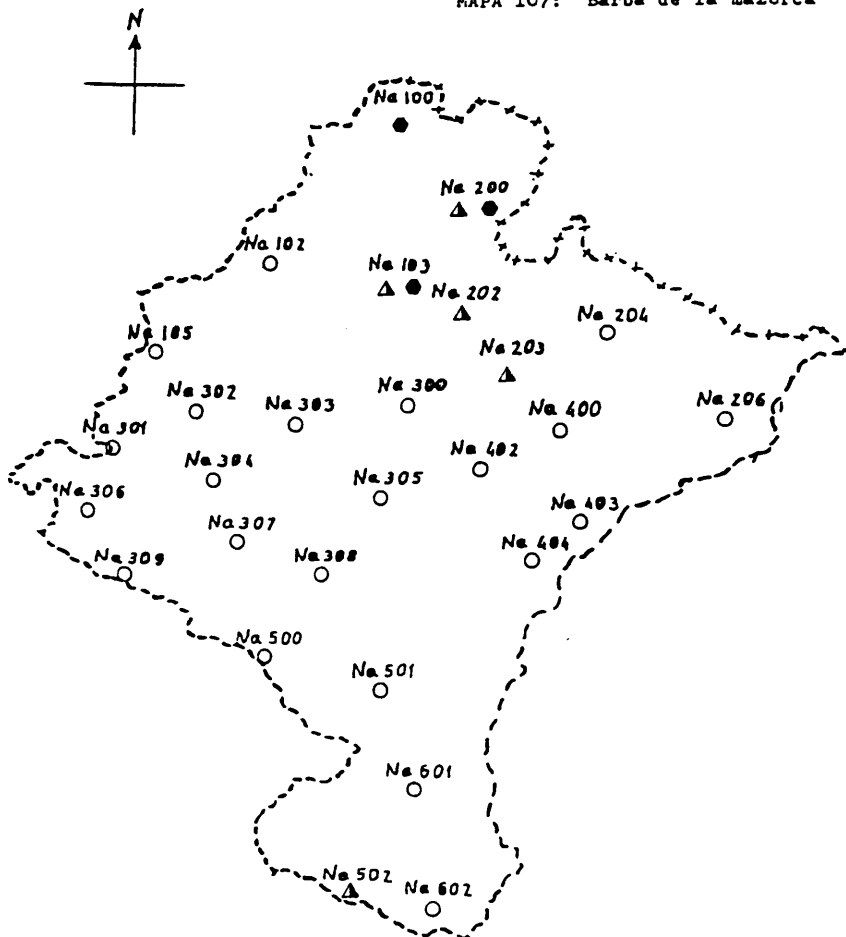 MAPA 107: Barba de la mazorca
N
Na 100
Na 200
Na 102
Na 103
Na 202
Na 204
Na 105
Na 203
Na 302
Na 303
Na 300
Na 400
Na 206
Na 301
Na 304
Na 305
Na 402
Na 306
Na 307
Na 403
Na 309
Na 308
Na 404
Na 500
Na 501
Na 601
Na 502
Na 602